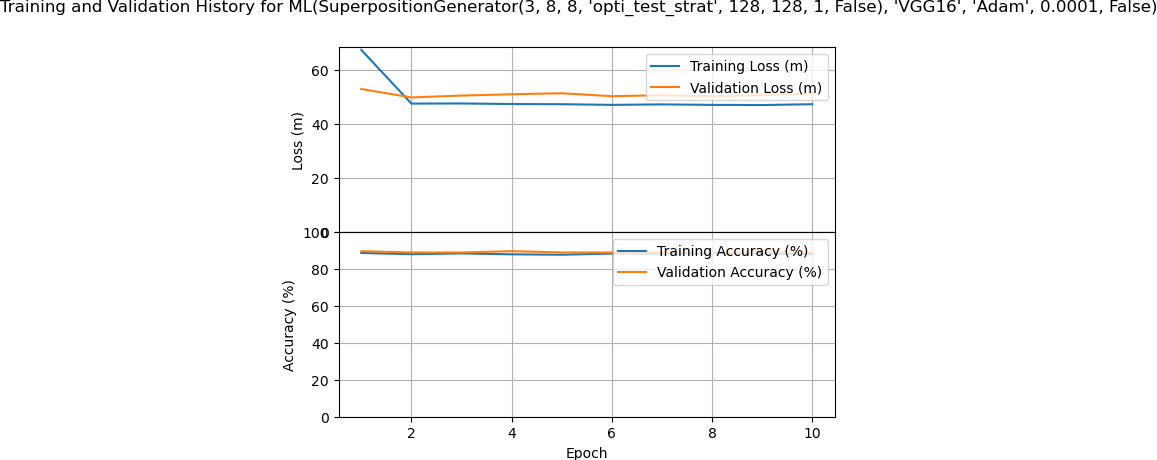 Training and Validation History for ML(SuperpositionGenerator(3, 8, 8, 'opti_test_strat', 128, 128, 1, False), 'VGG16', 'Adam', 0.0001, False)
Training Loss (m)
Validation Loss (m)
Loss (m)
60
40
20
0
Training Accuracy (%)
Validation Accuracy (%)
Accuracy (%)
100
80
60
40
20
0
2
4
6
8
10
Epoch